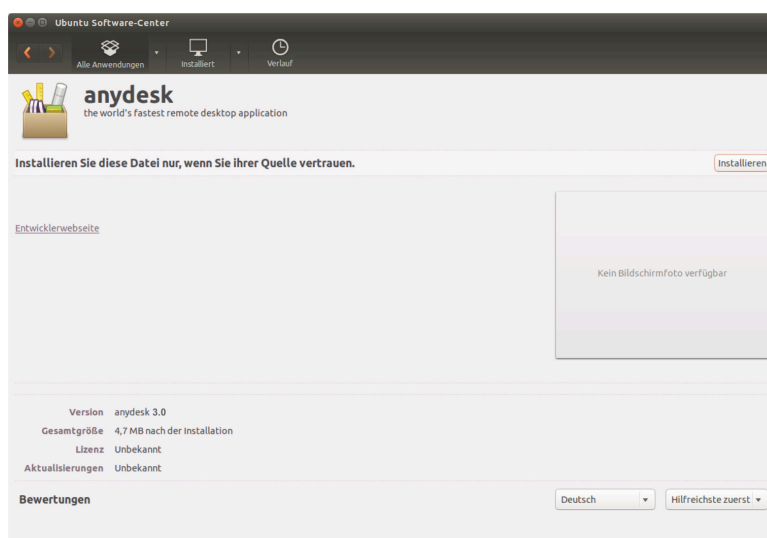 Ubuntu Software-Center
Alle Anwendungen
Installiert
Verlauf
anydesk
the world's fastest remote desktop application
Installieren Sie diese Datei nur, wenn Sie ihrer Quelle vertrauen.
Installieren
Entwicklerwebseite
Kein Bildschirmfoto verfügbar
Version anydesk 3.0
Gesamtgröße 4,7 MB nach der Installation
Lizenz Unbekannt
Aktualisierungen Unbekannt
Bewertungen
Deutsch
Hilfreichste zuerst